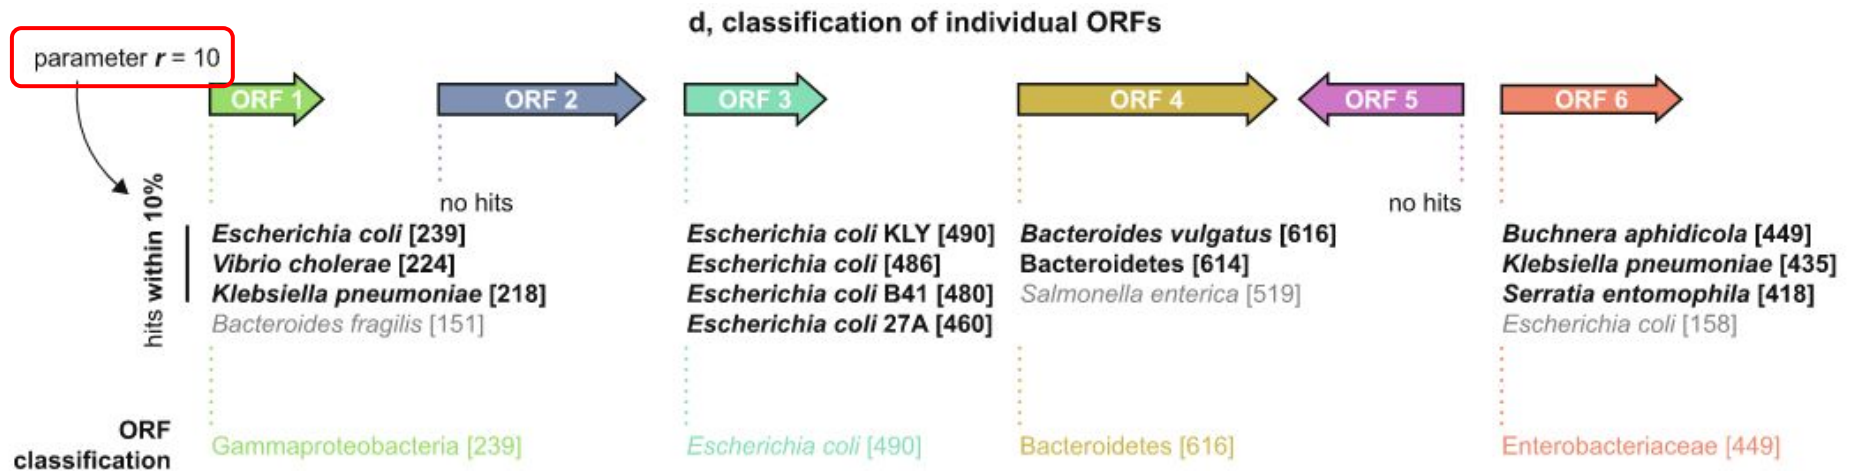 d, classification of individual ORFs
parameter r = 10
ORF 1
ORF 2
ORF 3
ORF 4
ORF 5
ORF 6
hits within 10%
Escherichia coli [239]
Vibrio cholerae [224]
Klebsiella pneumoniae [218]
Bacteroides fragilis [151]
no hits
Escherichia coli KLY [490]
Escherichia coli [486]
Escherichia coli B41 [480]
Escherichia coli 27A [460]
Bacteroides vulgatus [616]
Bacteroidetes [614]
Salmonella enterica [519]
no hits
Buchnera aphidicola [449]
Klebsiella pneumoniae [435]
Serratia entomophila [418]
Escherichia coli [158]
ORF
classification
Gammaproteobacteria [239]
Escherichia coli [490]
Bacteroidetes [616]
Enterobacteriaceae [449]